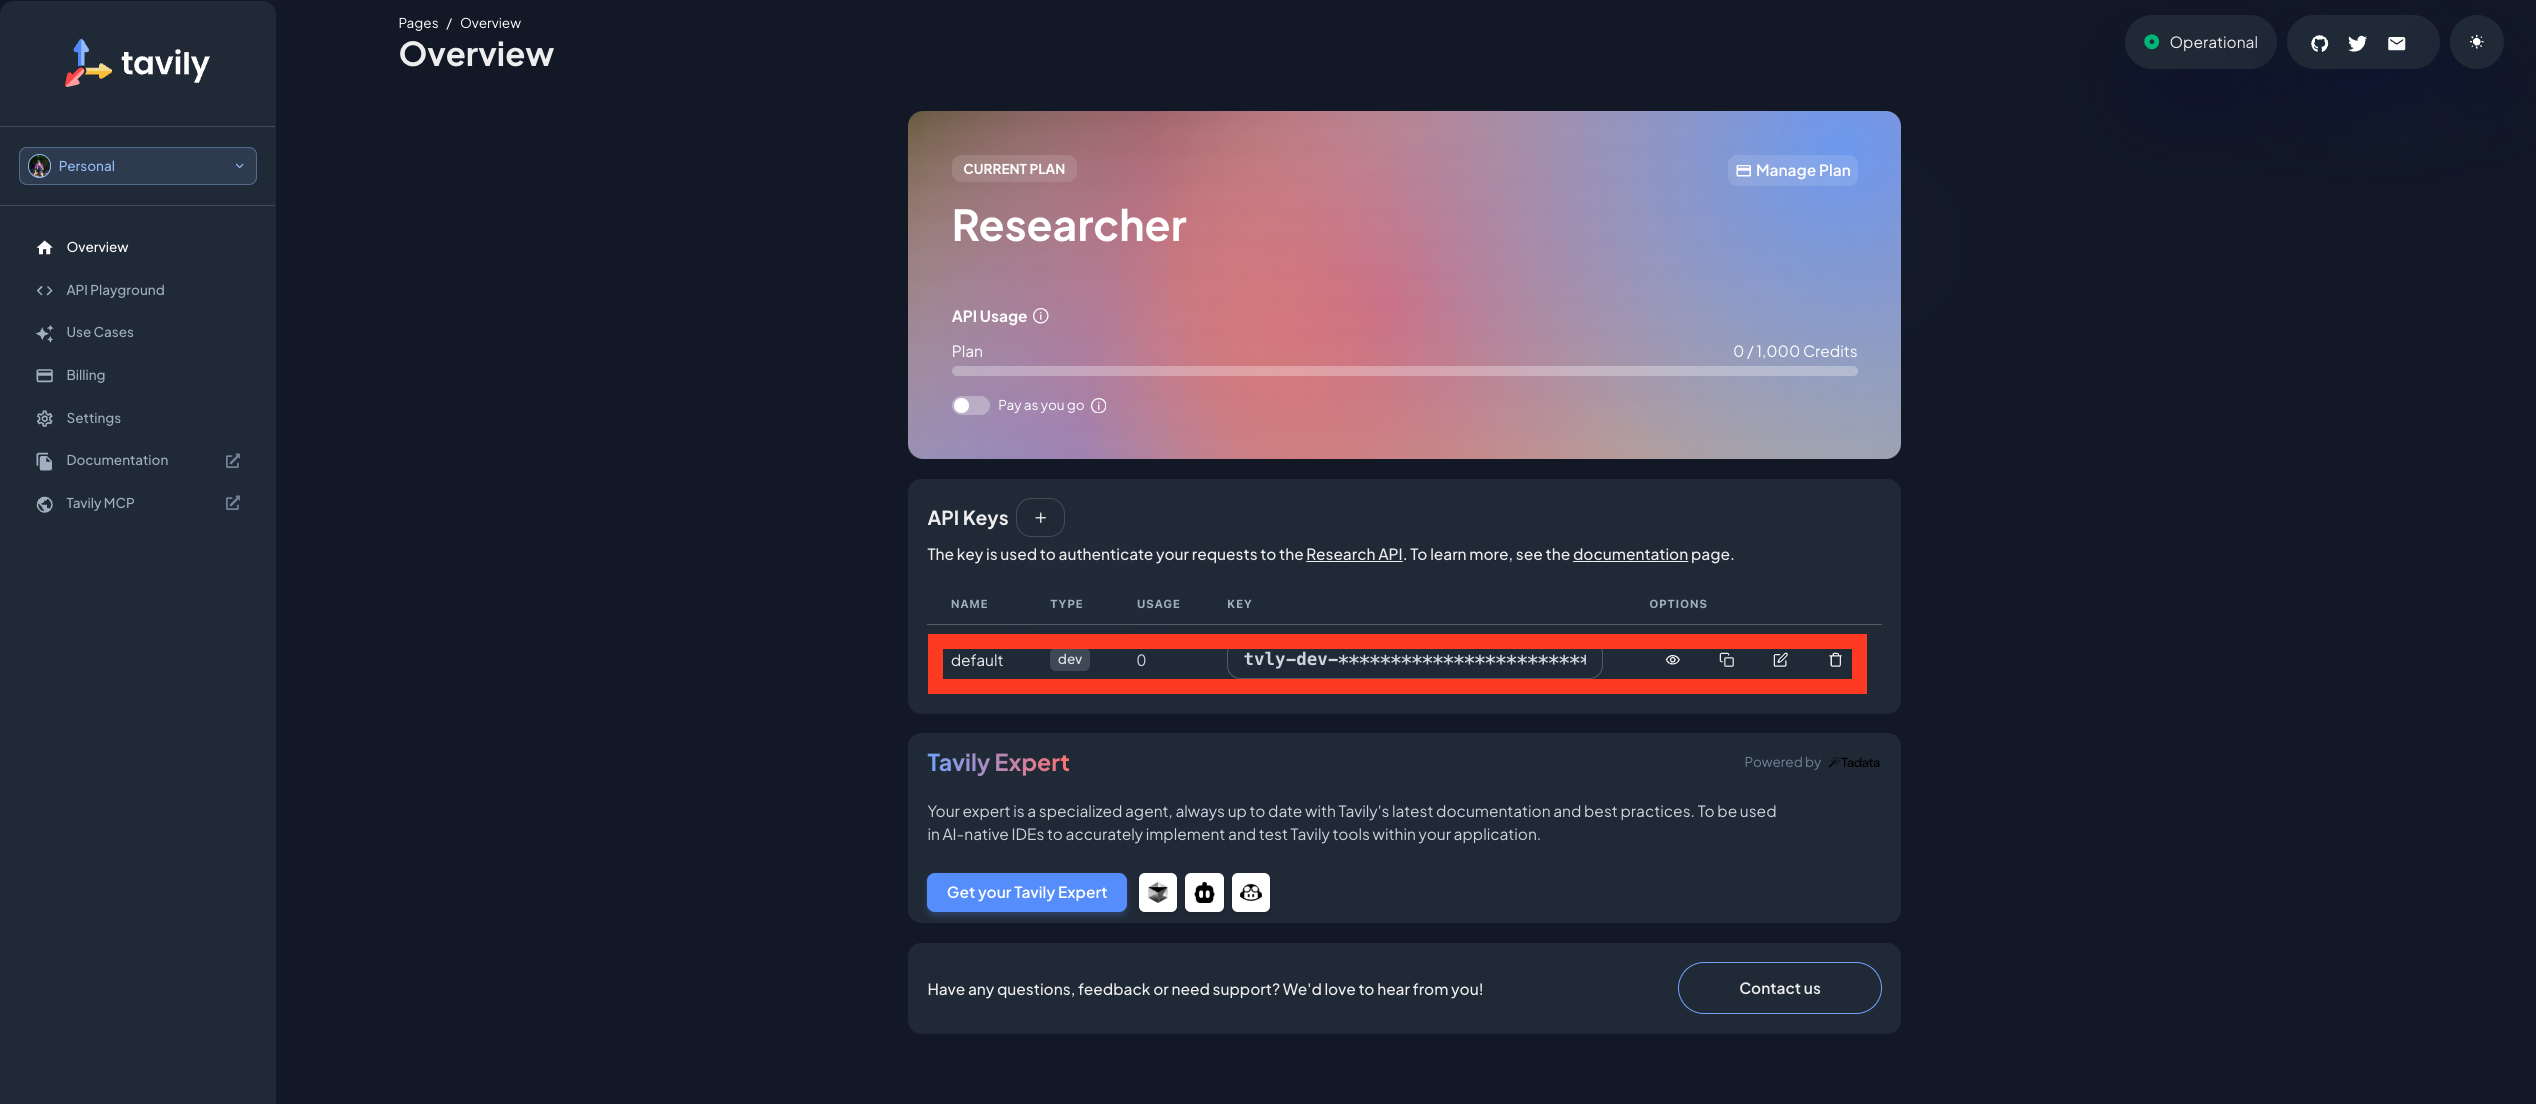 tavily
Personal
Overview
API Playground
Use Cases
Billing
Settings
Documentation
Tavily MCP
Pages / Overview
Overview
Operational
CURRENT PLAN
Manage Plan
Researcher
API Usage
Plan
0 / 1,000 Credits
Pay as you go
API Keys +
The key is used to authenticate your requests to the Research API. To learn more, see the documentation page.
NAME TYPE USAGE KEY OPTIONS
default dev 0 tvly-dev-************************
Tavily Expert
Powered by Tadata
Your expert is a specialized agent, always up to date with Tavily's latest documentation and best practices. To be used
in AI-native IDEs to accurately implement and test Tavily tools within your application.
Get your Tavily Expert
Have any questions, feedback or need support? We'd love to hear from you!
Contact us